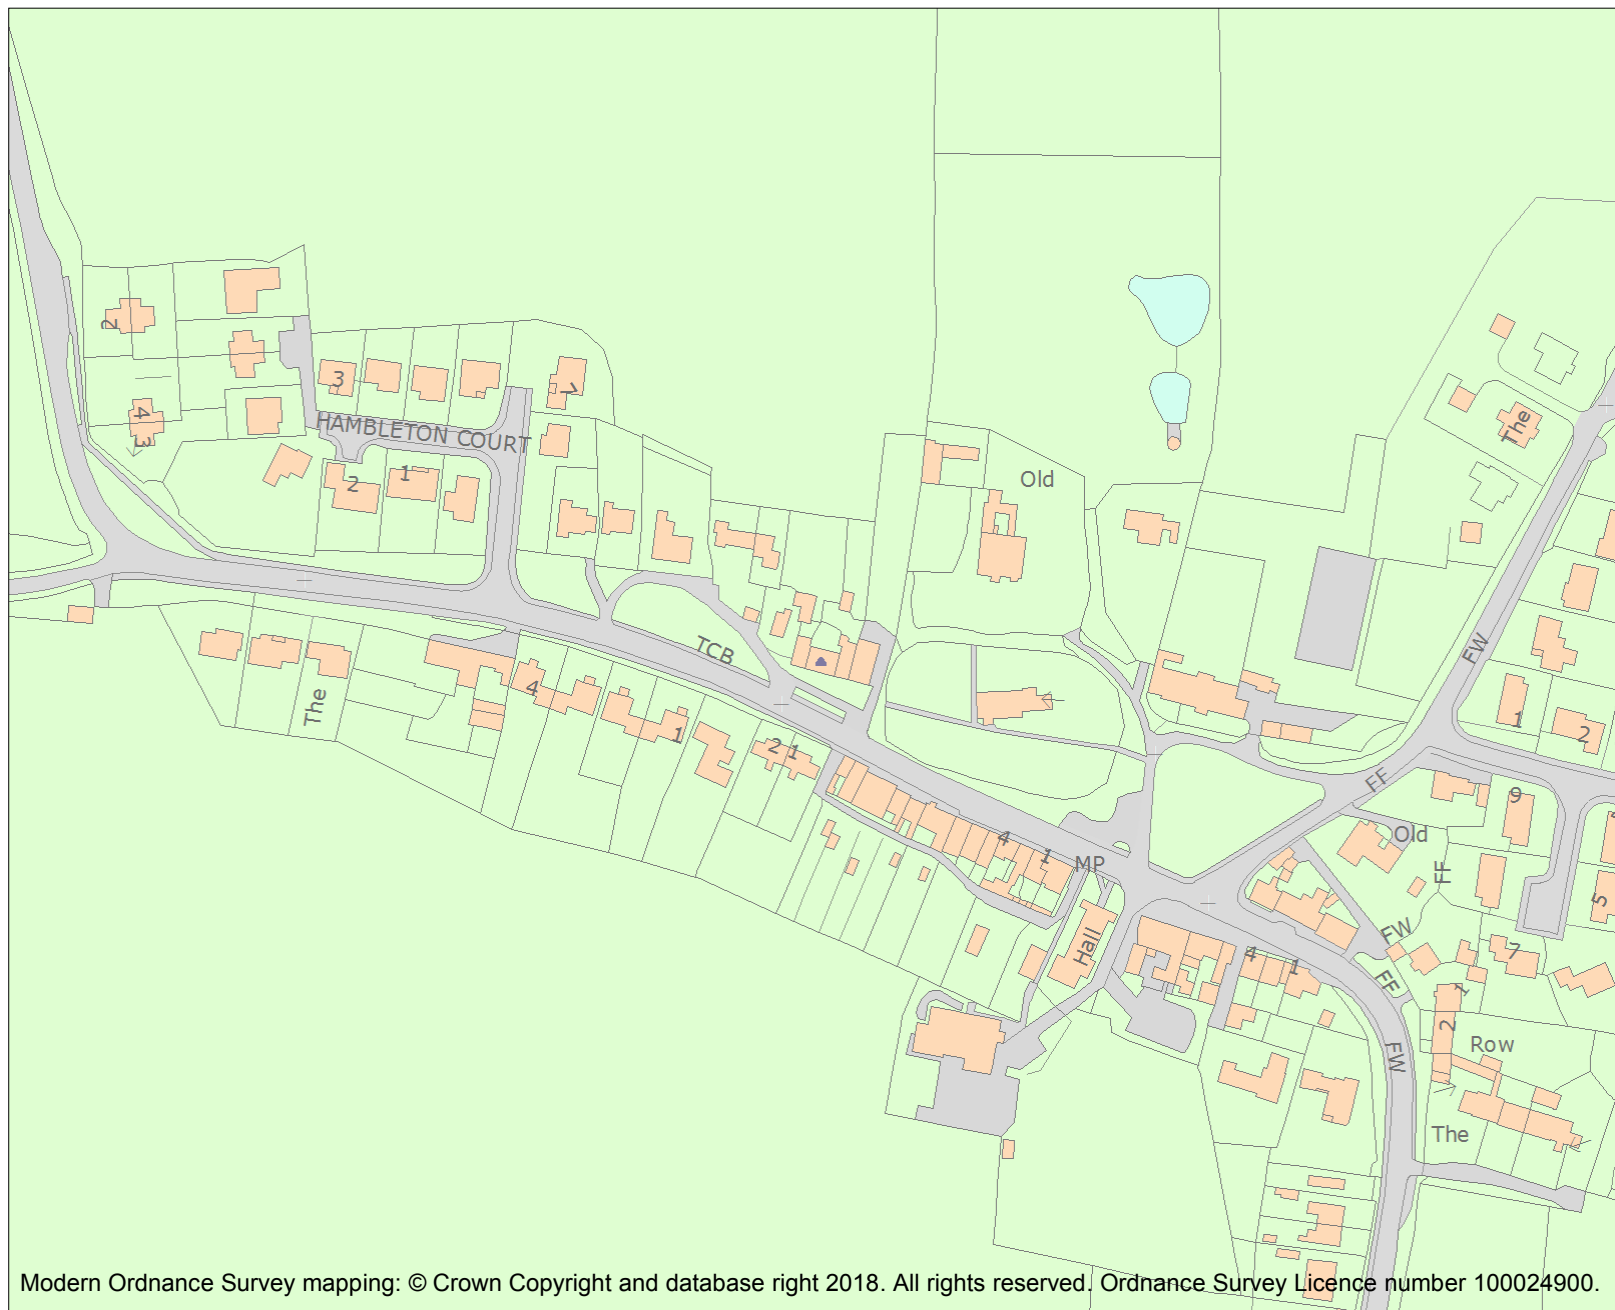 2
4
3
3
HAMBLETON COURT
7
2
1
Old
The
TCB
FW
The
4
1
2 1
1
2
FF
9
Old
4
1
MP
FF
5
Hall
FW
4
1
7
FF
1
2
FW
Row
The
Modern Ordnance Survey mapping: © Crown Copyright and database right 2018. All rights reserved. Ordnance Survey Licence number 100024900.